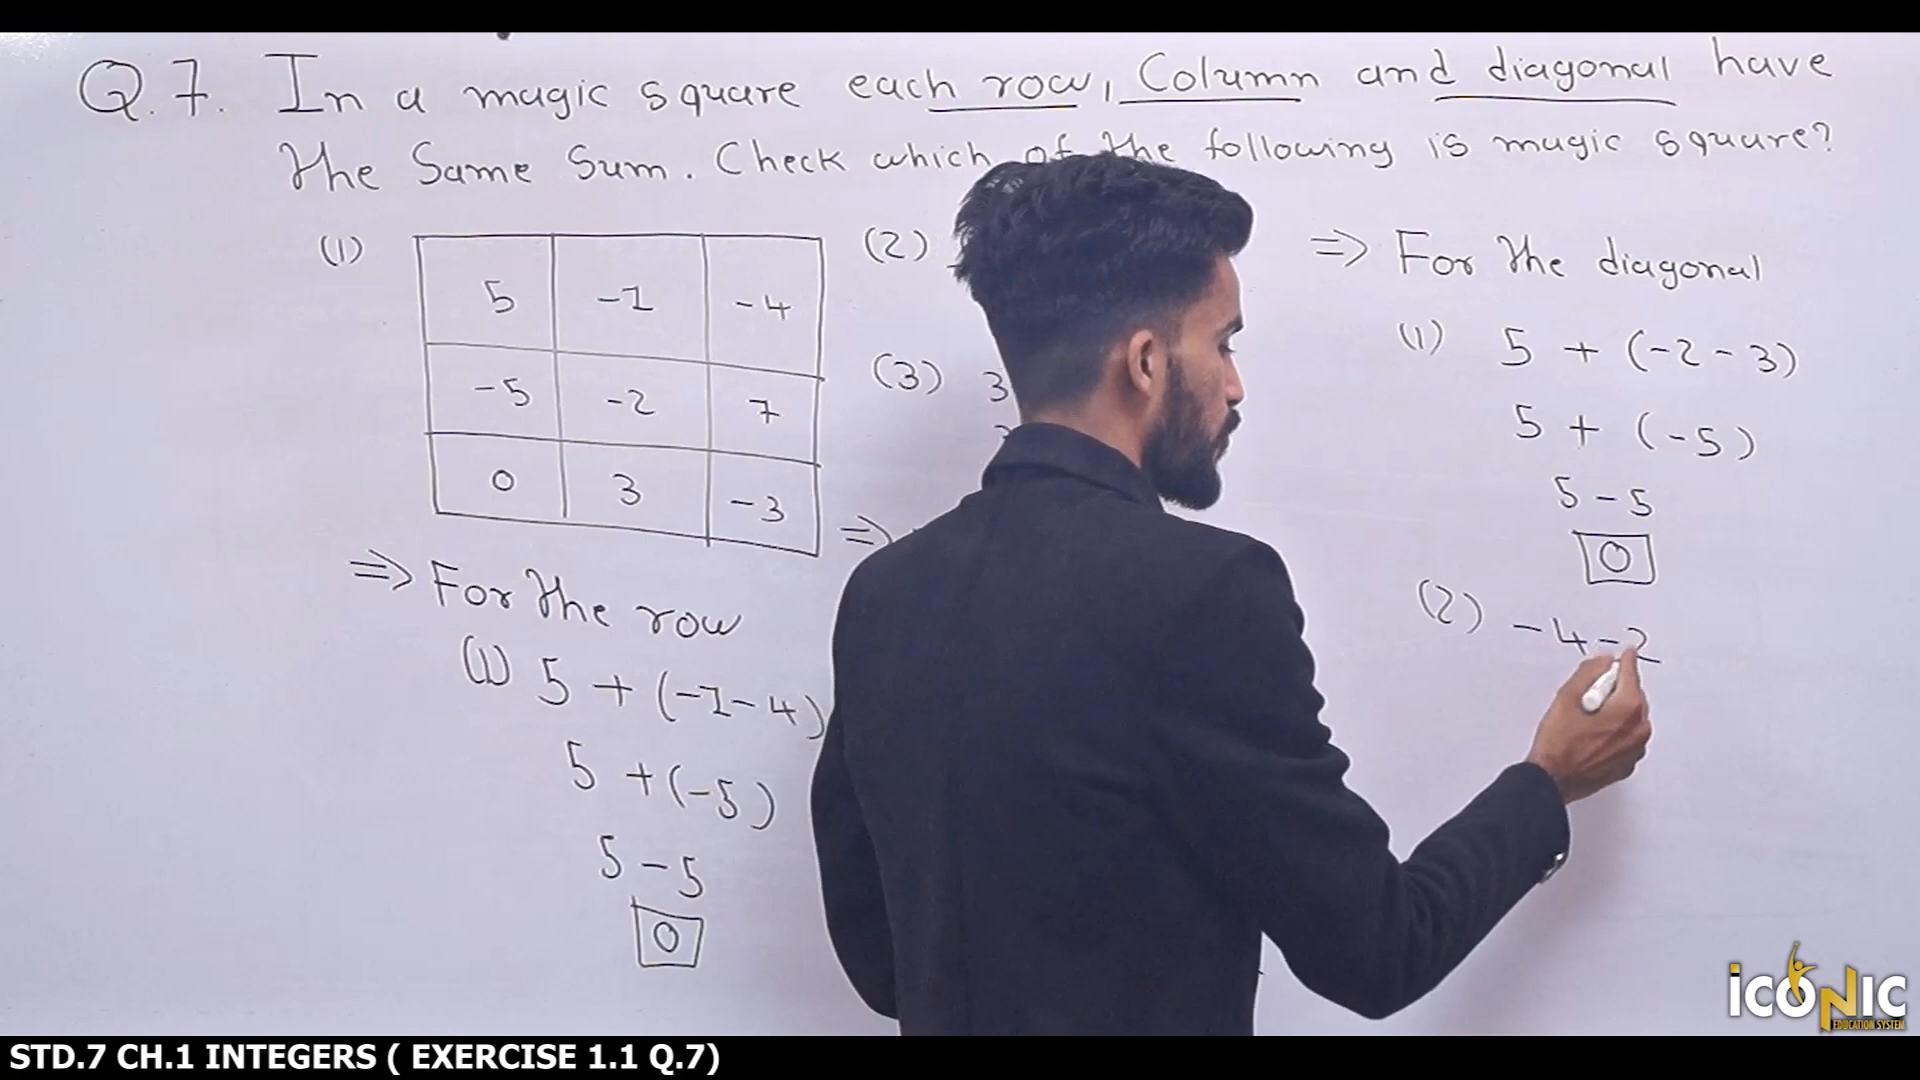 Q.7. In a magic square each row, Column and diagonal have
the Same Sum. Check which of the following is magic square?
(1)
5 -1 -4
-5 -2 7
0 3 -3
=> For the row
(1) 5 + (-1-4)
5 + (-5)
5 - 5
0
(2)
(3) 3
=>
=> For the diagonal
(1) 5 + (-2-3)
5 + (-5)
5 - 5
0
(2) -4-2
ICONIC
EDUCATION SYSTEM
STD.7 CH.1 INTEGERS ( EXERCISE 1.1 Q.7)